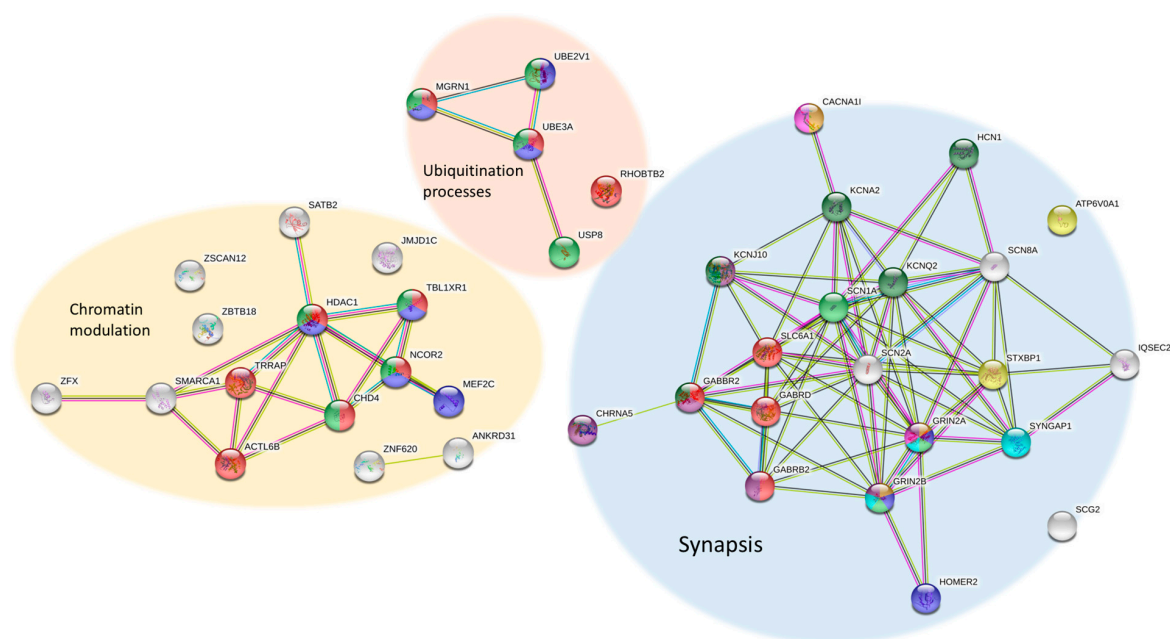 UBE2V1
MGRN1
UBE3A
Ubiquitination
processes
RHOBTB2
USP8
SATB2
JMJD1C
ZSCAN12
TBL1XR1
Chromatin
modulation
HDAC1
ZBTB18
NCOR2
TRRAP
MEF2C
ZFX
SMARCA1
CHD4
ACTL6B
ZNF620
ANKRD31
CACNA1I
HCN1
KCNA2
ATP6V0A1
KCNJ10
KCNQ2
SCN8A
SCN1A
SLC6A1
SCN2A
STXBP1
IQSEC2
GABBR2
GABRD
CHRNA5
GRIN2A
SYNGAP1
GABRB2
GRIN2B
SCG2
Synapsis
HOMER2